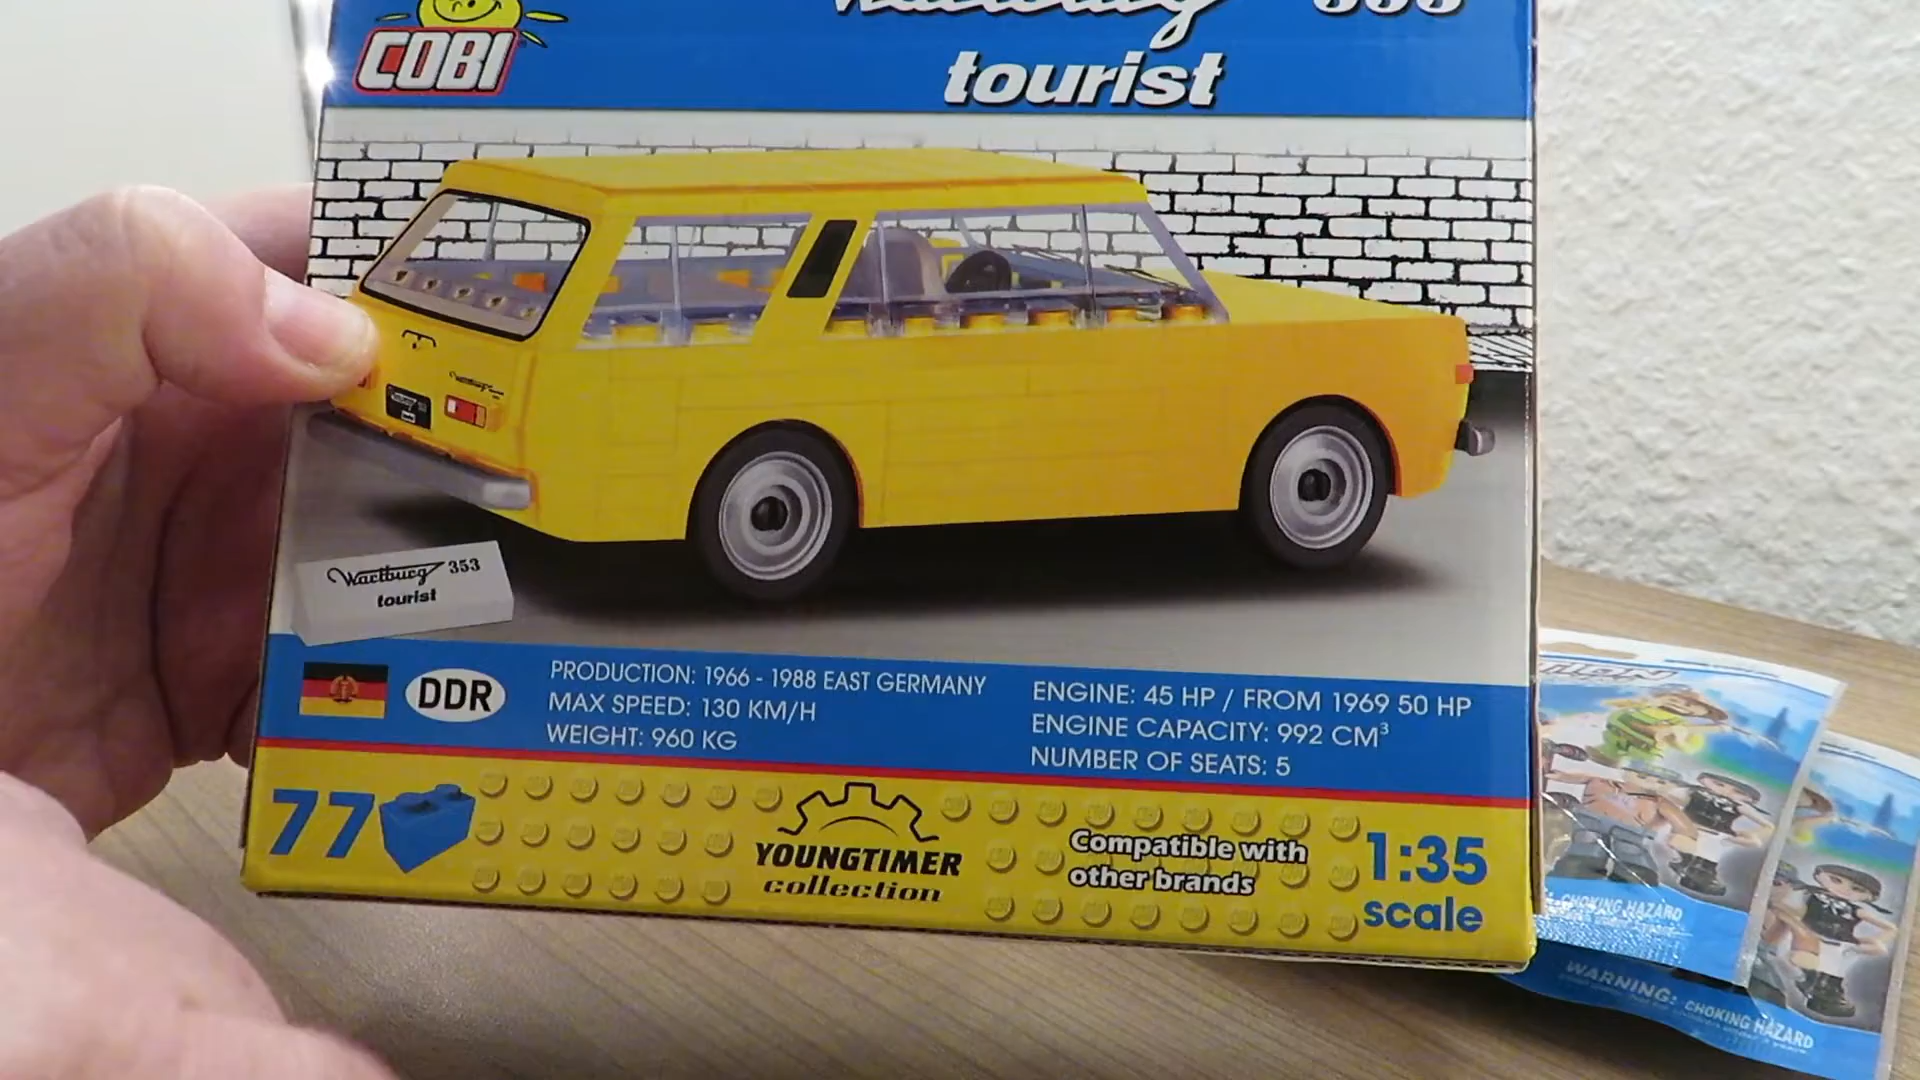 COBI
Wartburg 353
tourist
Wartburg 353
tourist
DDR
PRODUCTION: 1966 - 1988 EAST GERMANY
MAX SPEED: 130 KM/H
WEIGHT: 960 KG
ENGINE: 45 HP / FROM 1969 50 HP
ENGINE CAPACITY: 992 CM³
NUMBER OF SEATS: 5
77
YOUNGTIMER
collection
Compatible with
other brands
1:35
scale
CHOKING HAZARD
WARNING: CHOKING HAZARD